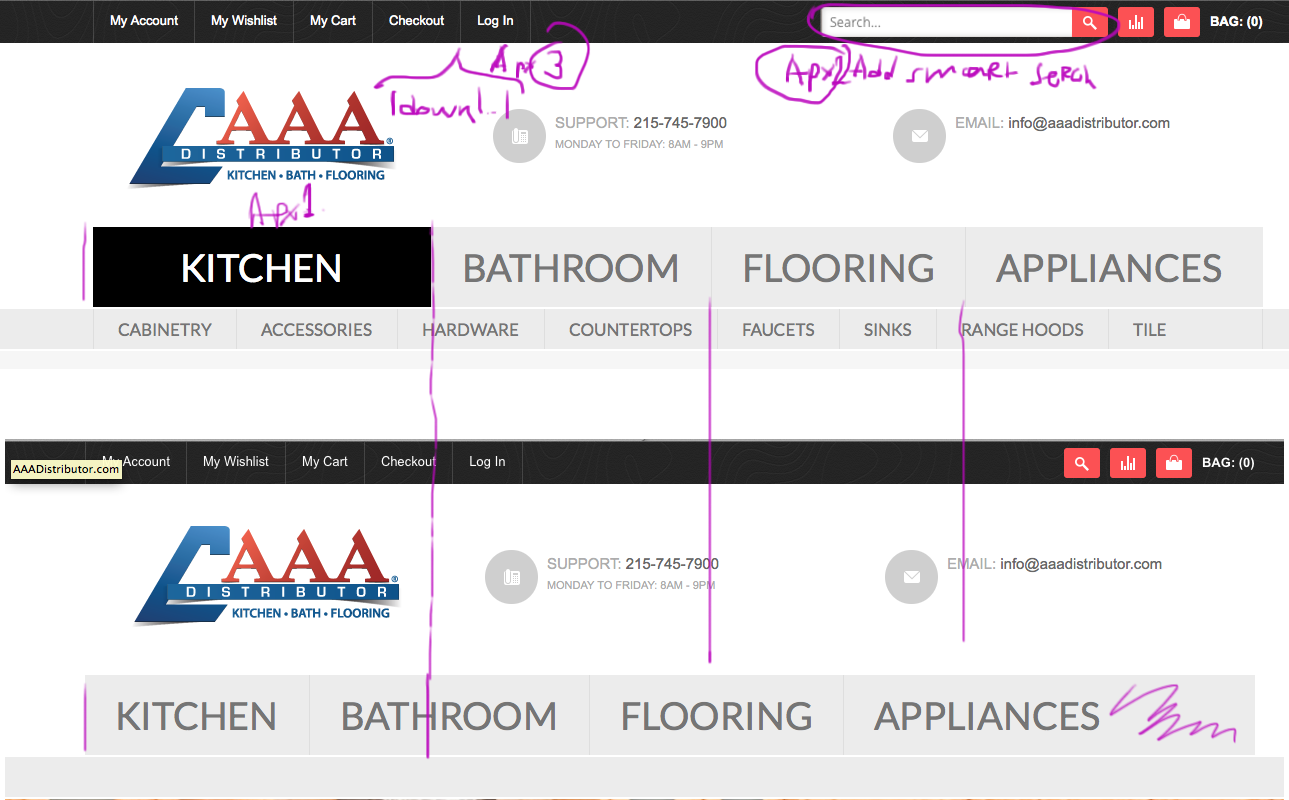 My Account My Wishlist My Cart Checkout Log In Search... BAG: (0)
Apx 3
Apx2 Add smart serch
1down!..!
AAA
DISTRIBUTOR®
KITCHEN • BATH • FLOORING
SUPPORT: 215-745-7900
MONDAY TO FRIDAY: 8AM - 9PM
EMAIL: info@aaadistributor.com
Apx1
KITCHEN BATHROOM FLOORING APPLIANCES
CABINETRY ACCESSORIES HARDWARE COUNTERTOPS FAUCETS SINKS RANGE HOODS TILE
My Account My Wishlist My Cart Checkout Log In BAG: (0)
AAADistributor.com
AAA
DISTRIBUTOR®
KITCHEN • BATH • FLOORING
SUPPORT: 215-745-7900
MONDAY TO FRIDAY: 8AM - 9PM
EMAIL: info@aaadistributor.com
KITCHEN BATHROOM FLOORING APPLIANCES